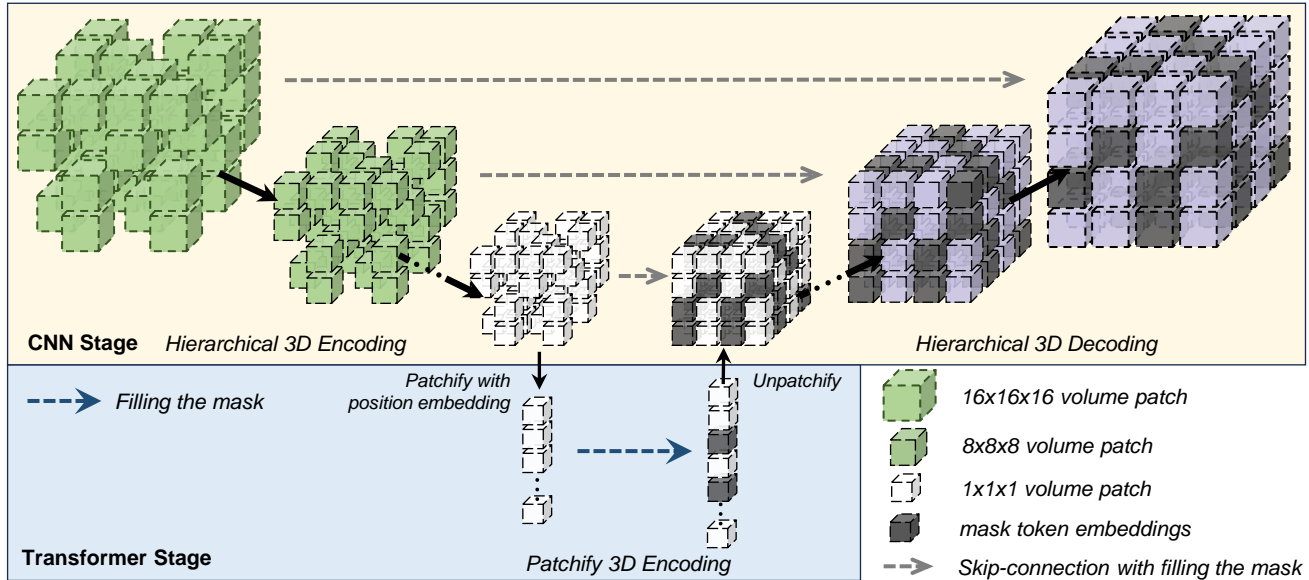 CNN Stage
Hierarchical 3D Encoding
Hierarchical 3D Decoding
Filling the mask
Patchify with
position embedding
Unpatchify
Transformer Stage
Patchify 3D Encoding
16x16x16 volume patch
8x8x8 volume patch
1x1x1 volume patch
mask token embeddings
Skip-connection with filling the mask